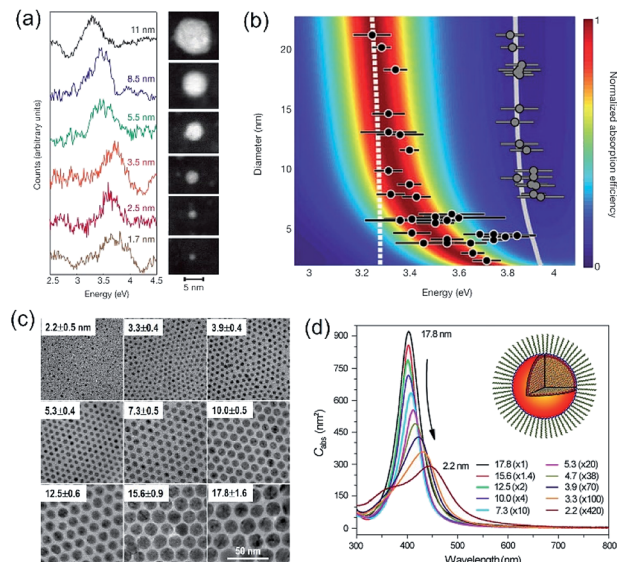 (a)
11 nm
8.5 nm
5.5 nm
3.5 nm
2.5 nm
1.7 nm
Counts (arbitrary units)
2.5 3.0 3.5 4.0 4.5
Energy (eV)
5 nm
(b)
Diameter (nm)
20
15
10
5
3 3.2 3.4 3.6 3.8 4
Energy (eV)
1
0
Normalized absorption efficiency
(c)
2.2±0.5 nm 3.3±0.4 3.9±0.4
5.3±0.4 7.3±0.5 10.0±0.5
12.5±0.6 15.6±0.9 17.8±1.6
50 nm
(d)
Cabs (nm²)
900
750
600
450
300
150
0
17.8 nm
2.2 nm
17.8 (x1) 5.3 (x20)
15.6 (x1.4) 4.7 (x38)
12.5 (x2) 3.9 (x70)
10.0 (x4) 3.3 (x100)
7.3 (x10) 2.2 (x420)
300 400 500 600 700 800
Wavelength(nm)